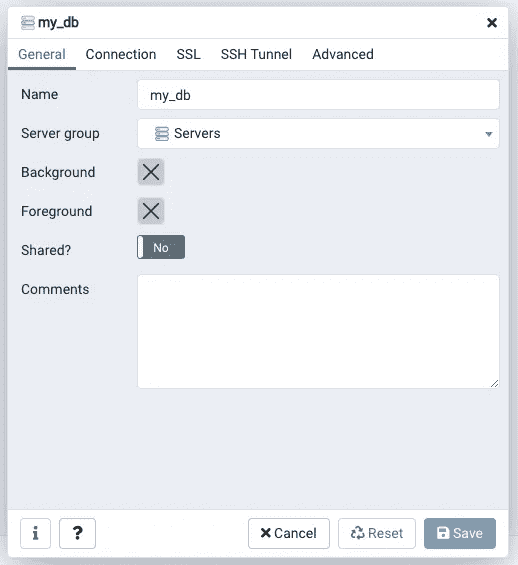 my_db
General Connection SSL SSH Tunnel Advanced
Name my_db
Server group Servers
Background
Foreground
Shared? No
Comments
i ? Cancel Reset Save